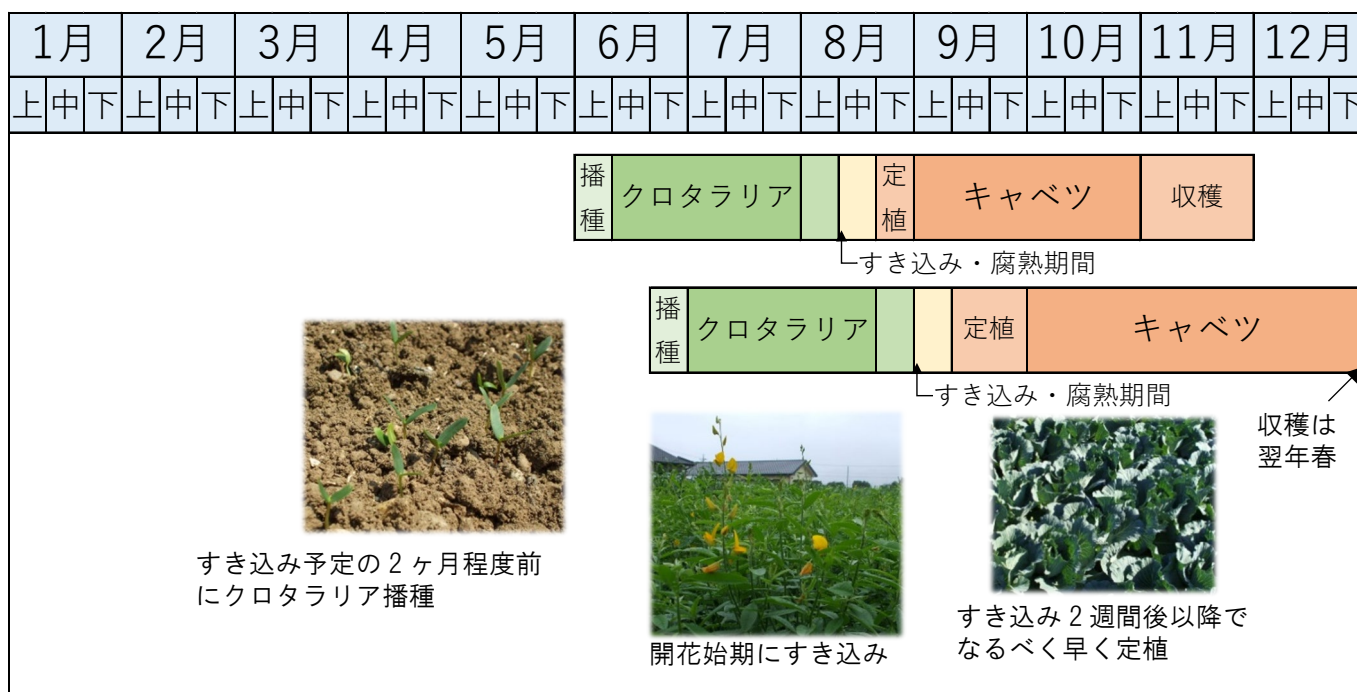 1月 2月 3月 4月 5月 6月 7月 8月 9月 10月 11月 12月
上 中 下 上 中 下 上 中 下 上 中 下 上 中 下 上 中 下 上 中 下 上 中 下 上 中 下 上 中 下 上 中 下 上 中 下
播種 クロタラリア 定植 キャベツ 収穫
すき込み・腐熟期間
播種 クロタラリア 定植 キャベツ
すき込み・腐熟期間
収穫は
翌年春
すき込み予定の2ヶ月程度前
にクロタラリア播種
開花始期にすき込み
すき込み2週間後以降で
なるべく早く定植